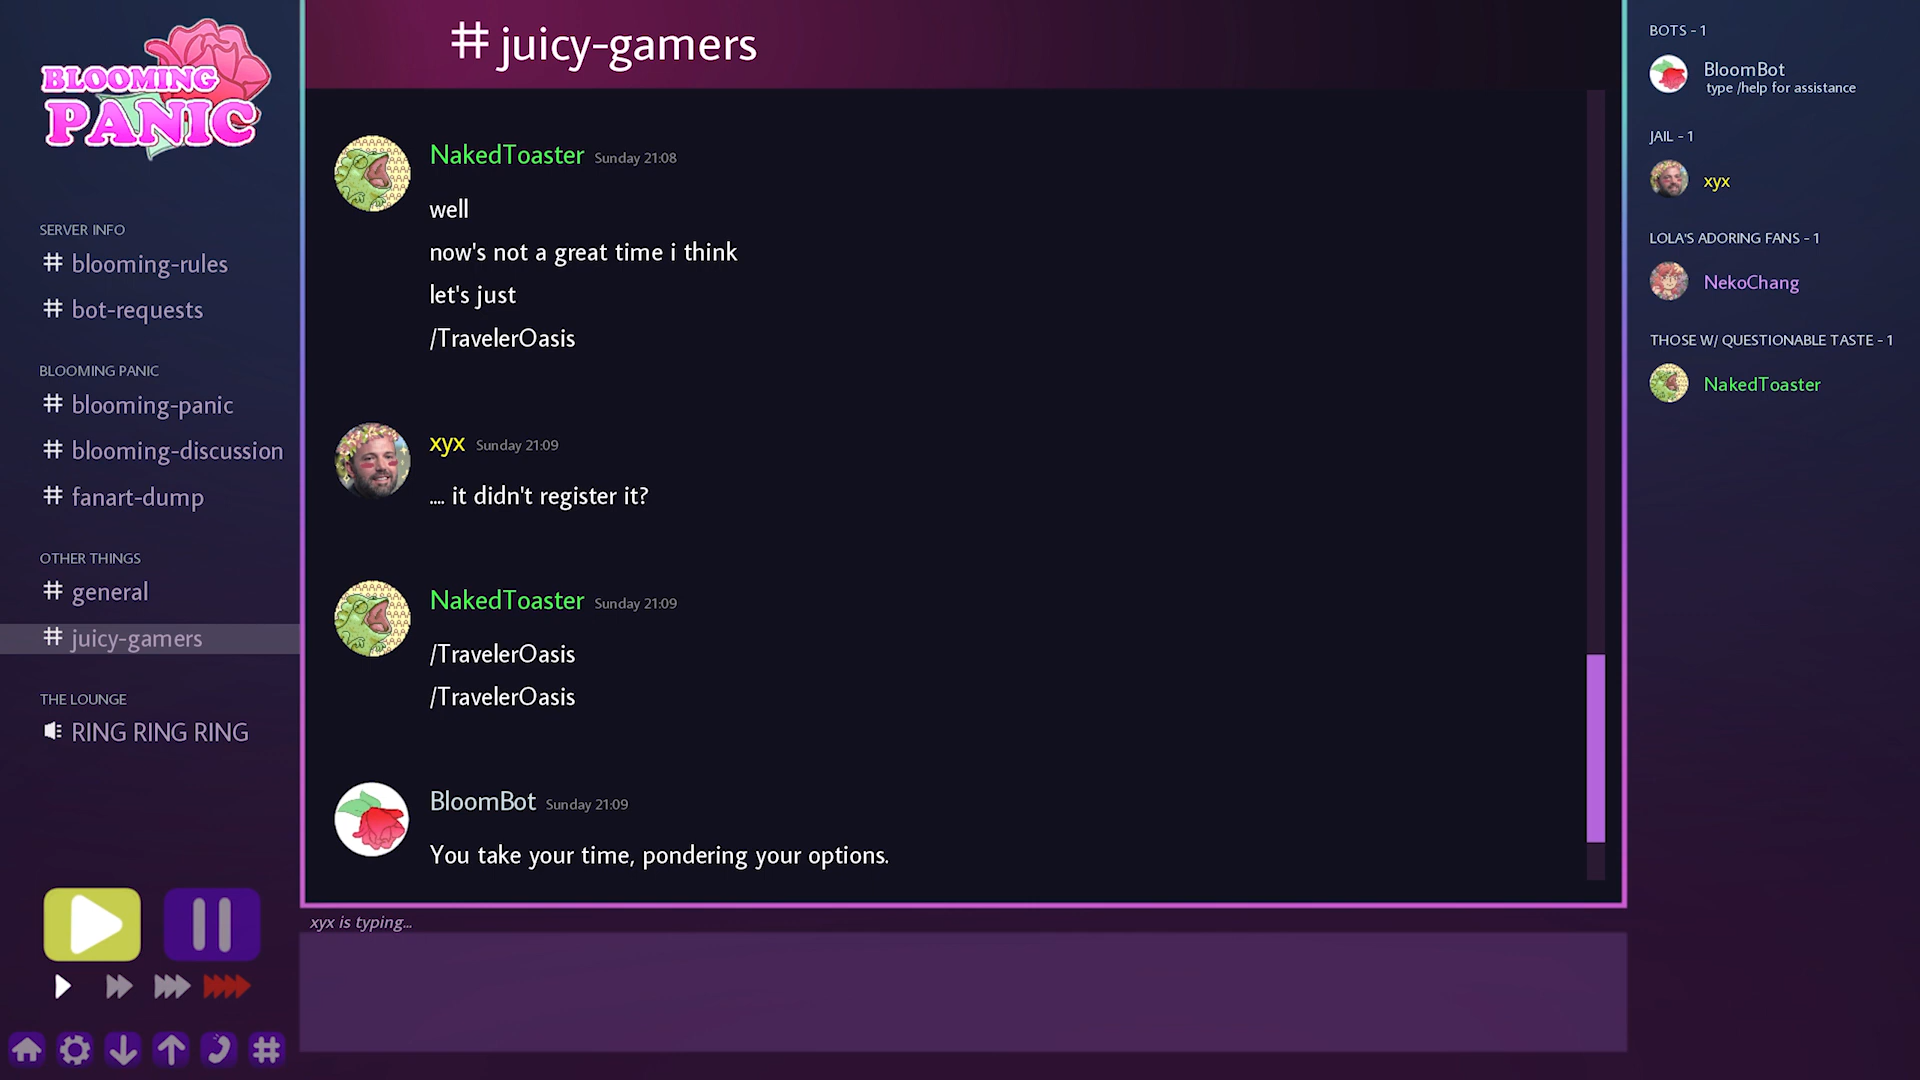 BLOOMING
PANIC
SERVER INFO
# blooming-rules
# bot-requests
BLOOMING PANIC
# blooming-panic
# blooming-discussion
# fanart-dump
OTHER THINGS
# general
# juicy-gamers
THE LOUNGE
RING RING RING
# juicy-gamers
NakedToaster Sunday 21:08
well
now's not a great time i think
let's just
/TravelerOasis
xyx Sunday 21:09
.... it didn't register it?
NakedToaster Sunday 21:09
/TravelerOasis
/TravelerOasis
BloomBot Sunday 21:09
You take your time, pondering your options.
xyx is typing...
BOTS - 1
BloomBot
type /help for assistance
JAIL - 1
xyx
LOLA'S ADORING FANS - 1
NekoChang
THOSE W/ QUESTIONABLE TASTE - 1
NakedToaster